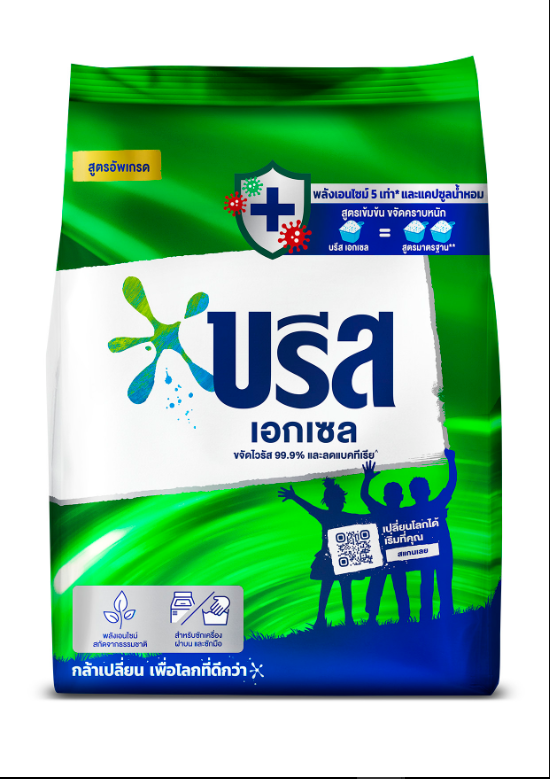 สูตรอัพเกรด
พลังเอนไซม์ 5 เท่า* และแคปซูลน้ำหอม
สูตรเข้มข้น ขจัดคราบหนัก
=
บรีส เอกเซล
สูตรมาตรฐาน**
บรีส
เอกเซล
ขจัดไวรัส 99.9% และลดแบคทีเรีย^
เปลี่ยนโลกได้
เริ่มที่คุณ
สแกนเลย
พลังเอนไซม์
สกัดจากธรรมชาติ
สำหรับซักเครื่อง
ฝาบน และซักมือ
กล้าเปลี่ยน เพื่อโลกที่ดีกว่า